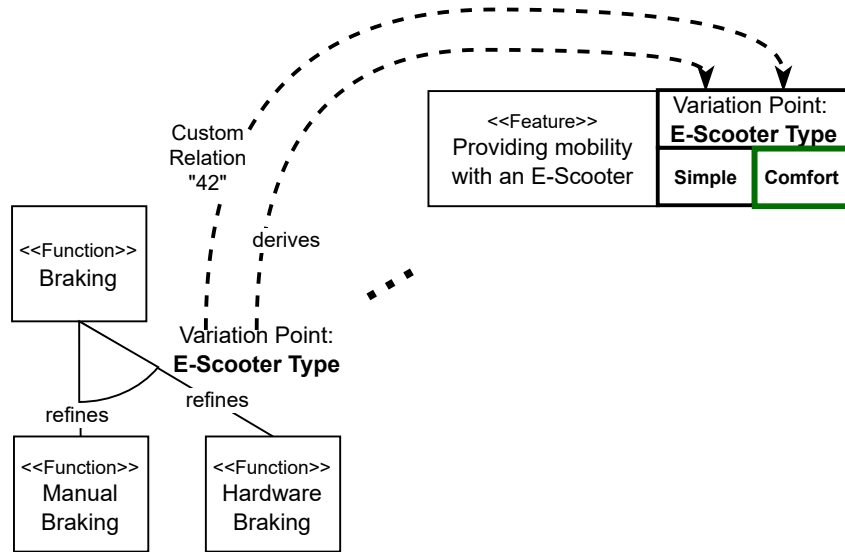 Custom
Relation
"42"
derives
<<Feature>>
Providing mobility
with an E-Scooter
Variation Point:
E-Scooter Type
Simple
Comfort
<<Function>>
Braking
Variation Point:
E-Scooter Type
refines
refines
<<Function>>
Manual
Braking
<<Function>>
Hardware
Braking